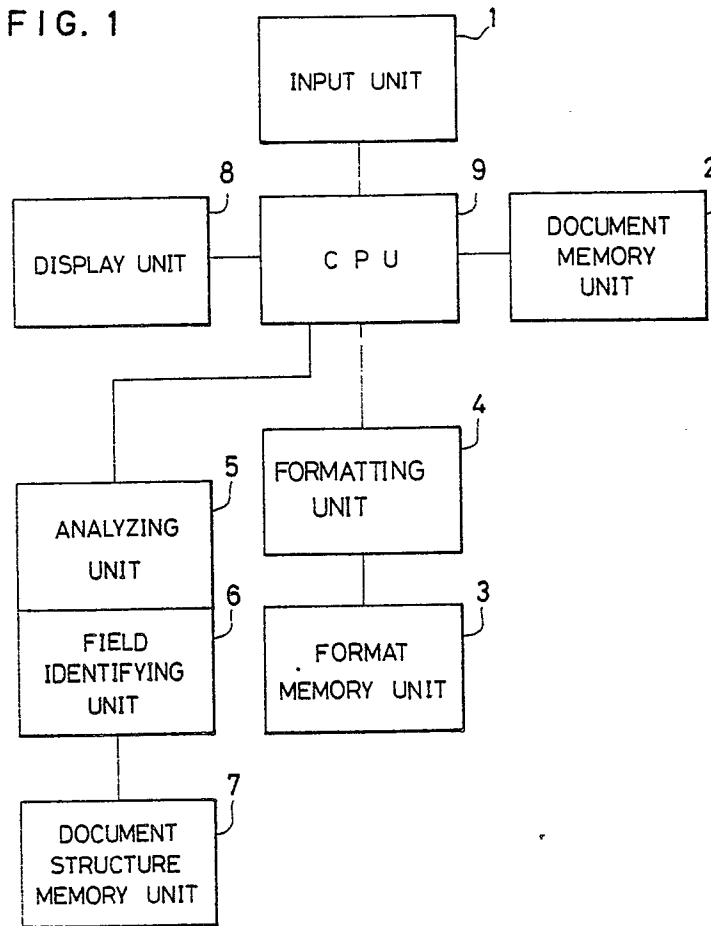 FIG. 1
1
INPUT UNIT
8
9
2
DISPLAY UNIT
C P U
DOCUMENT
MEMORY
UNIT
4
FORMATTING
UNIT
5
ANALYZING
UNIT
6
FIELD
IDENTIFYING
UNIT
3
FORMAT
MEMORY UNIT
7
DOCUMENT
STRUCTURE
MEMORY UNIT